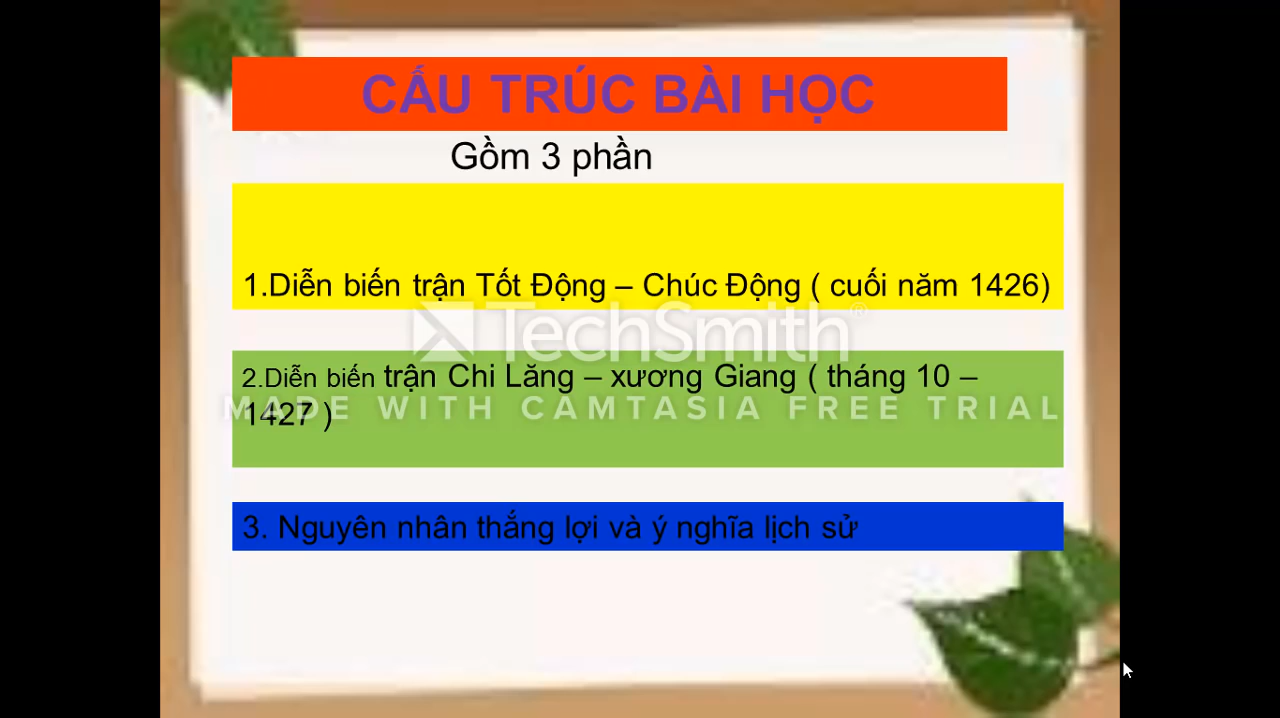 CẤU TRÚC BÀI HỌC
Gồm 3 phần
1.Diễn biến trận Tốt Động – Chúc Động ( cuối năm 1426)
TechSmith®
2.Diễn biến trận Chi Lăng – xương Giang ( tháng 10 –
MADE WITH CAMTASIA FREE TRIAL
1427 )
3. Nguyên nhân thắng lợi và ý nghĩa lịch sử